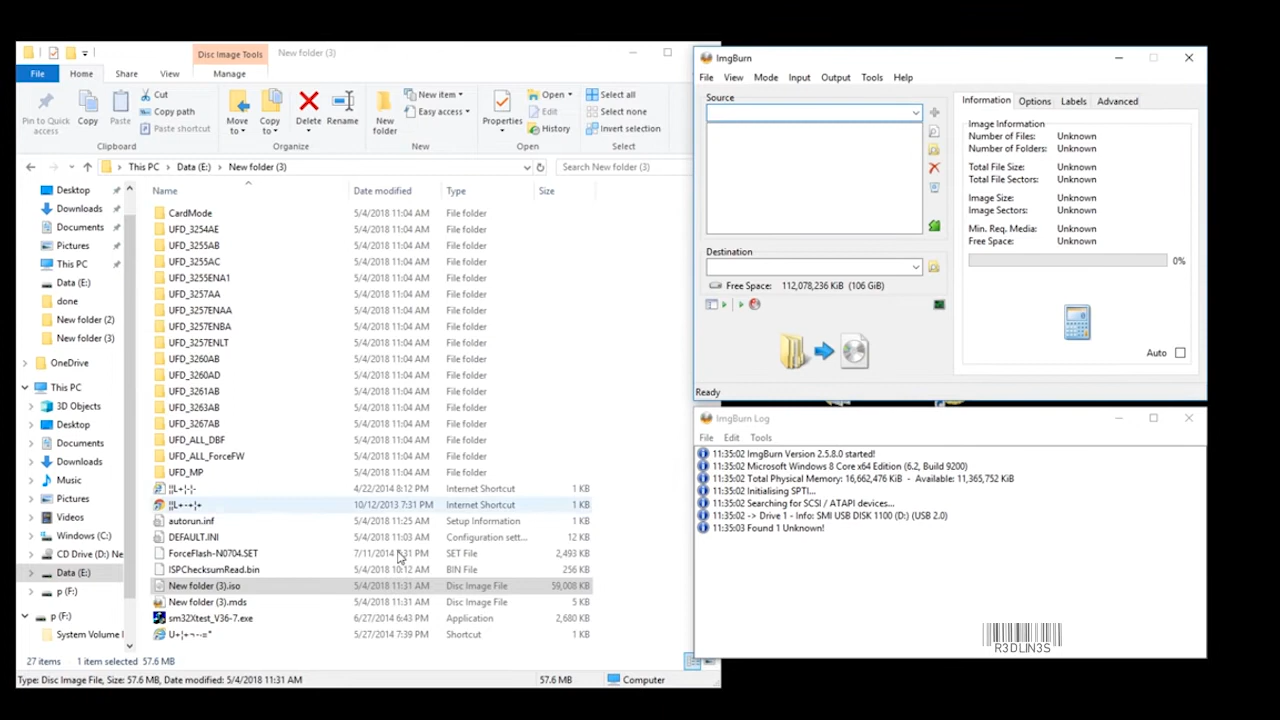 Disc Image Tools New folder (3)
File Home Share View Manage
Pin to Quick access
Copy
Paste
Cut
Copy path
Paste shortcut
Clipboard
Move to
Copy to
Delete
Rename
Organize
New folder
New item
Easy access
New
Properties
Open
Edit
History
Open
Select all
Select none
Invert selection
Select
This PC > Data (E:) > New folder (3)
Search New folder (3)
Desktop
Downloads
Documents
Pictures
This PC
Data (E:)
done
New folder (2)
New folder (3)
OneDrive
This PC
3D Objects
Desktop
Documents
Downloads
Music
Pictures
Videos
Windows (C:)
CD Drive (D:) Ne
Data (E:)
p (F:)
p (F:)
System Volume I
Name Date modified Type Size
CardMode 5/4/2018 11:04 AM File folder
UFD_3254AE 5/4/2018 11:04 AM File folder
UFD_3255AB 5/4/2018 11:04 AM File folder
UFD_3255AC 5/4/2018 11:04 AM File folder
UFD_3255ENA1 5/4/2018 11:04 AM File folder
UFD_3257AA 5/4/2018 11:04 AM File folder
UFD_3257ENAA 5/4/2018 11:04 AM File folder
UFD_3257ENBA 5/4/2018 11:04 AM File folder
UFD_3257ENLT 5/4/2018 11:04 AM File folder
UFD_3260AB 5/4/2018 11:04 AM File folder
UFD_3260AD 5/4/2018 11:04 AM File folder
UFD_3261AB 5/4/2018 11:04 AM File folder
UFD_3263AB 5/4/2018 11:04 AM File folder
UFD_3267AB 5/4/2018 11:04 AM File folder
UFD_ALL_DBF 5/4/2018 11:04 AM File folder
UFD_ALL_ForceFW 5/4/2018 11:04 AM File folder
UFD_MP 5/4/2018 11:04 AM File folder
4/22/2014 8:12 PM Internet Shortcut 1 KB
10/12/2013 7:31 PM Internet Shortcut 1 KB
autorun.inf 5/4/2018 11:25 AM Setup Information 1 KB
DEFAULT.INI 5/4/2018 11:03 AM Configuration sett... 12 KB
ForceFlash-N0704.SET 7/11/2014 :31 PM SET File 2,493 KB
ISPChecksumRead.bin 5/4/2018 10:12 AM BIN File 256 KB
New folder (3).iso 5/4/2018 11:31 AM Disc Image File 59,008 KB
New folder (3).mds 5/4/2018 11:31 AM Disc Image File 5 KB
sm32Xtest_V36-7.exe 6/27/2014 6:43 PM Application 2,680 KB
5/27/2014 7:39 PM Shortcut 1 KB
27 items 1 item selected 57.6 MB
Type: Disc Image File, Size: 57.6 MB, Date modified: 5/4/2018 11:31 AM 57.6 MB Computer
ImgBurn
File View Mode Input Output Tools Help
Source
Destination
Free Space: 112,078,236 KiB (106 GiB)
Information Options Labels Advanced
Image Information
Number of Files: Unknown
Number of Folders: Unknown
Total File Size: Unknown
Total File Sectors: Unknown
Image Size: Unknown
Image Sectors: Unknown
Min. Req. Media: Unknown
Free Space: Unknown
0%
Auto
Ready
ImgBurn Log
File Edit Tools
11:35:02 ImgBurn Version 2.5.8.0 started!
11:35:02 Microsoft Windows 8 Core x64 Edition (6.2, Build 9200)
11:35:02 Total Physical Memory: 16,662,476 KiB - Available: 11,365,752 KiB
11:35:02 Initialising SPTI...
11:35:02 Searching for SCSI / ATAPI devices...
11:35:02 -> Drive 1 - Info: SMI USB DISK 1100 (D:) (USB 2.0)
11:35:03 Found 1 Unknown!
R3DLIN3S